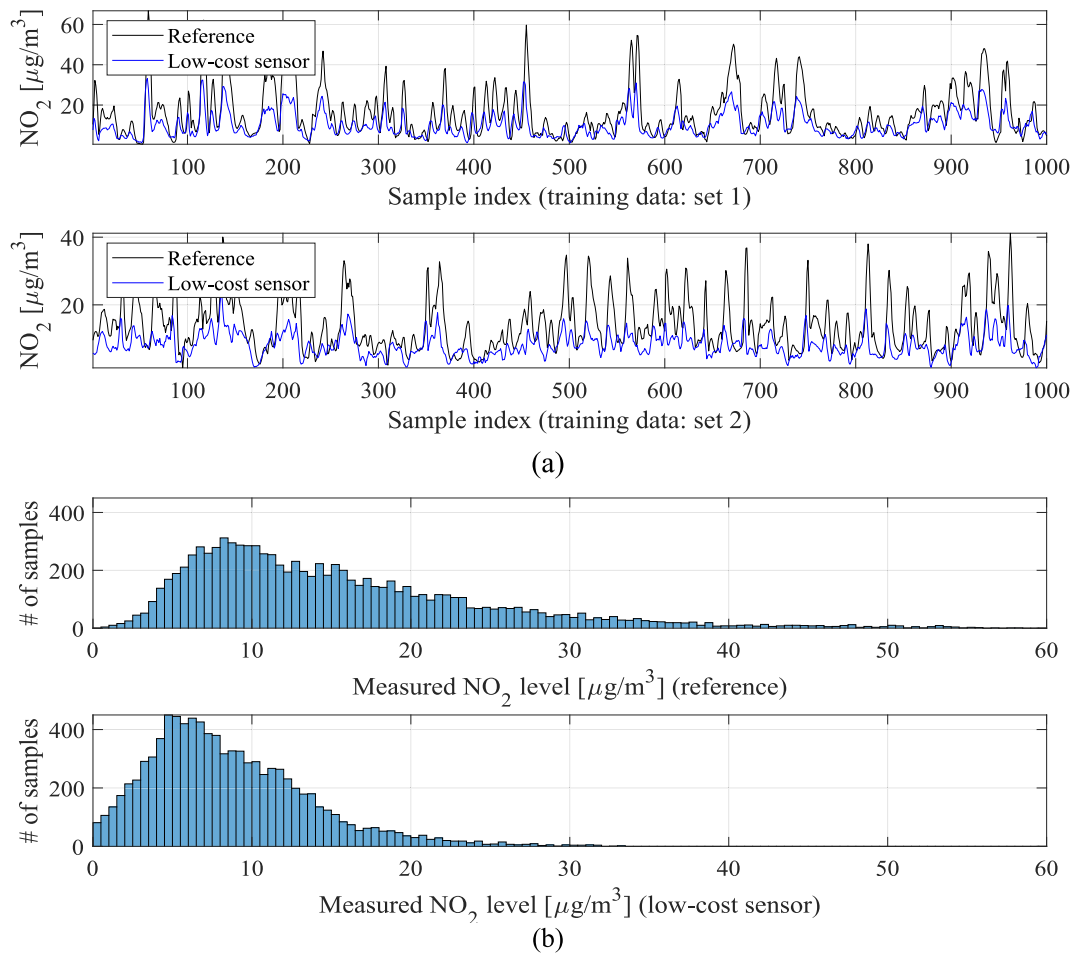 NO2 [μg/m3]
60
40
20
Reference
Low-cost sensor
100 200 300 400 500 600 700 800 900 1000
Sample index (training data: set 1)
NO2 [μg/m3]
40
20
Reference
Low-cost sensor
100 200 300 400 500 600 700 800 900 1000
Sample index (training data: set 2)
(a)
# of samples
400
200
0
0 10 20 30 40 50 60
Measured NO2 level [μg/m3] (reference)
# of samples
400
200
0
0 10 20 30 40 50 60
Measured NO2 level [μg/m3] (low-cost sensor)
(b)